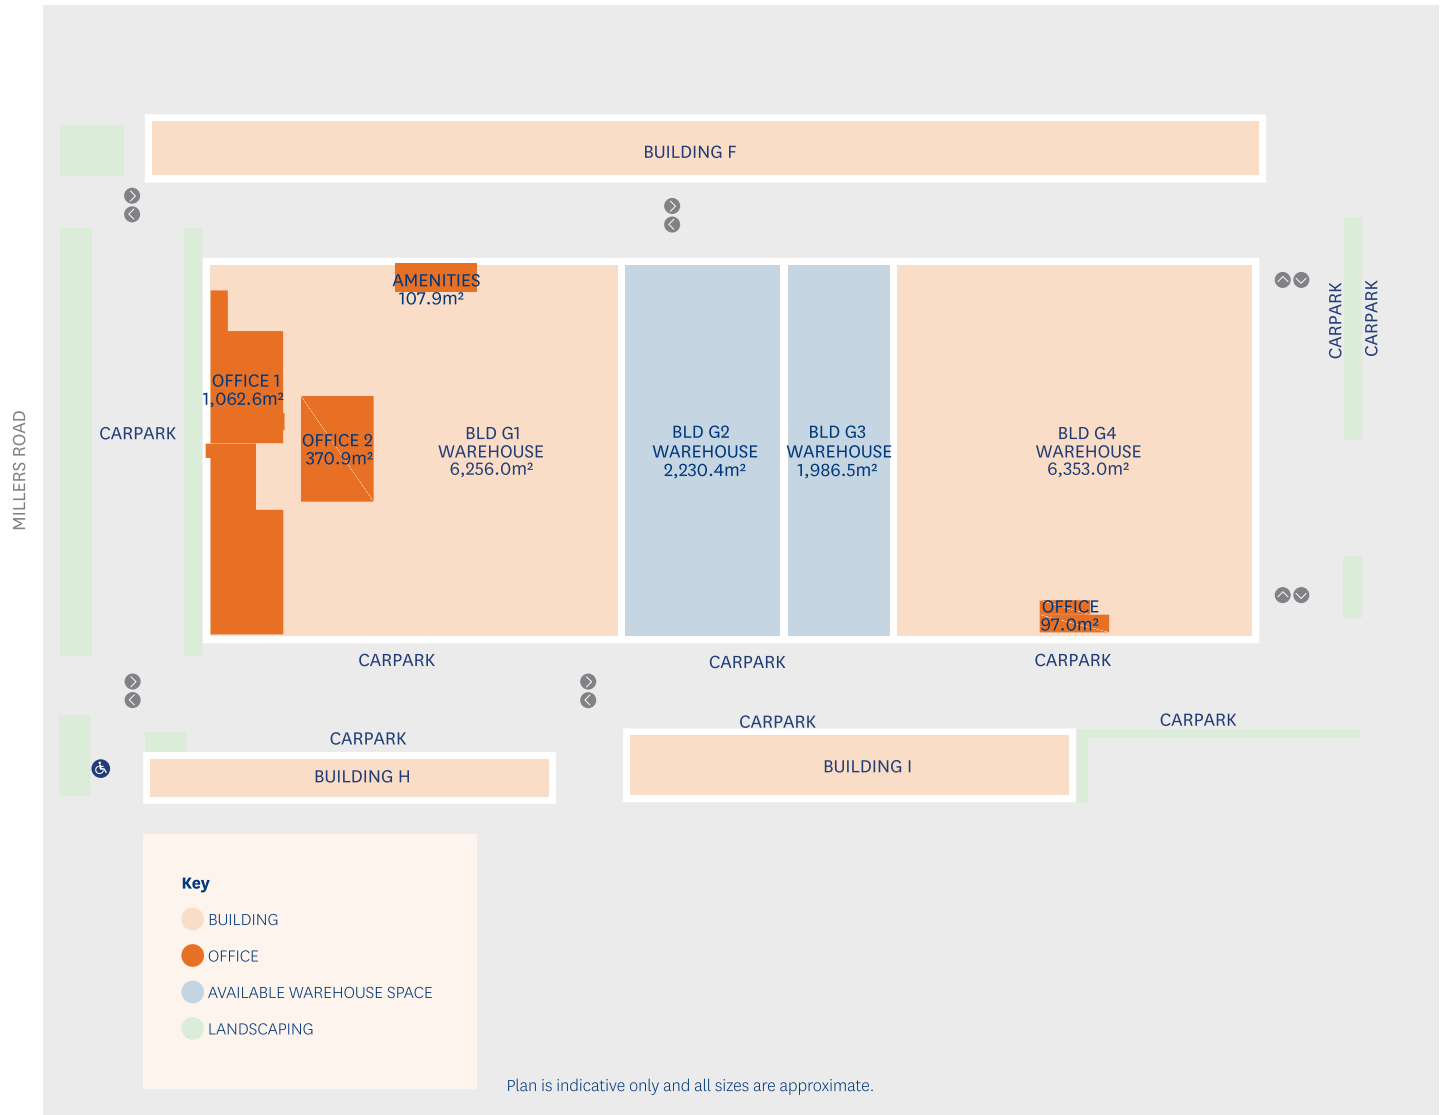 BUILDING F
AMENITIES
107.9m²
OFFICE 1
1,062.6m²
OFFICE 2
370.9m²
BLD G1
WAREHOUSE
6,256.0m²
BLD G2
WAREHOUSE
2,230.4m²
BLD G3
WAREHOUSE
1,986.5m²
BLD G4
WAREHOUSE
6,353.0m²
OFFICE
97.0m²
CARPARK
CARPARK
CARPARK
MILLERS ROAD
CARPARK
CARPARK
CARPARK
CARPARK
CARPARK
CARPARK
BUILDING H
BUILDING I
Key
BUILDING
OFFICE
AVAILABLE WAREHOUSE SPACE
LANDSCAPING
Plan is indicative only and all sizes are approximate.